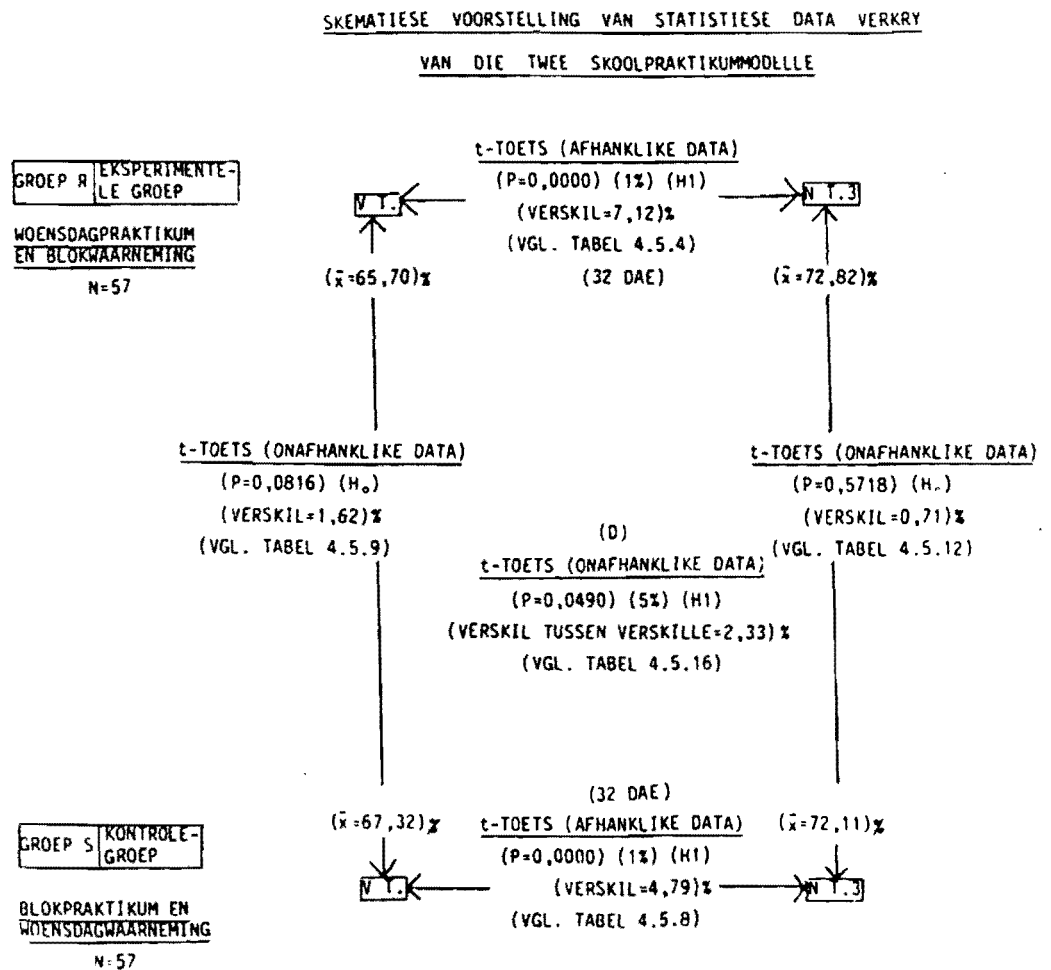 SKEMATIESE VOORSTELLING VAN STATISTIESE DATA VERKRY
VAN DIE TWEE SKOOLPRAKTIKUMMODELLE
GROEP R
EKSPERIMENTE-
LE GROEP
WOENSDAGPRAKTIKUM
EN BLOKWAARNEMING
N=57
t-TOETS (AFHANKLIKE DATA)
(P=0,0000) (1%) (H1)
(VERSKIL=7,12)%
(VGL. TABEL 4.5.4)
(32 DAE)
V T.
N T.3
(x̄=65,70)%
(x̄=72,82)%
t-TOETS (ONAFHANKLIKE DATA)
(P=0,0816) (H₀)
(VERSKIL=1,62)%
(VGL. TABEL 4.5.9)
t-TOETS (ONAFHANKLIKE DATA)
(P=0,5718) (H₀)
(VERSKIL=0,71)%
(VGL. TABEL 4.5.12)
(D)
t-TOETS (ONAFHANKLIKE DATA)
(P=0,0490) (5%) (H1)
(VERSKIL TUSSEN VERSKILLE=2,33)%
(VGL. TABEL 4.5.16)
GROEP S
KONTROLE-
GROEP
BLOKPRAKTIKUM EN
WOENSDAGWAARNEMING
N=57
(x̄=67,32)%
(x̄=72,11)%
(32 DAE)
t-TOETS (AFHANKLIKE DATA)
(P=0,0000) (1%) (H1)
(VERSKIL=4,79)%
(VGL. TABEL 4.5.8)
V T.
N T.3